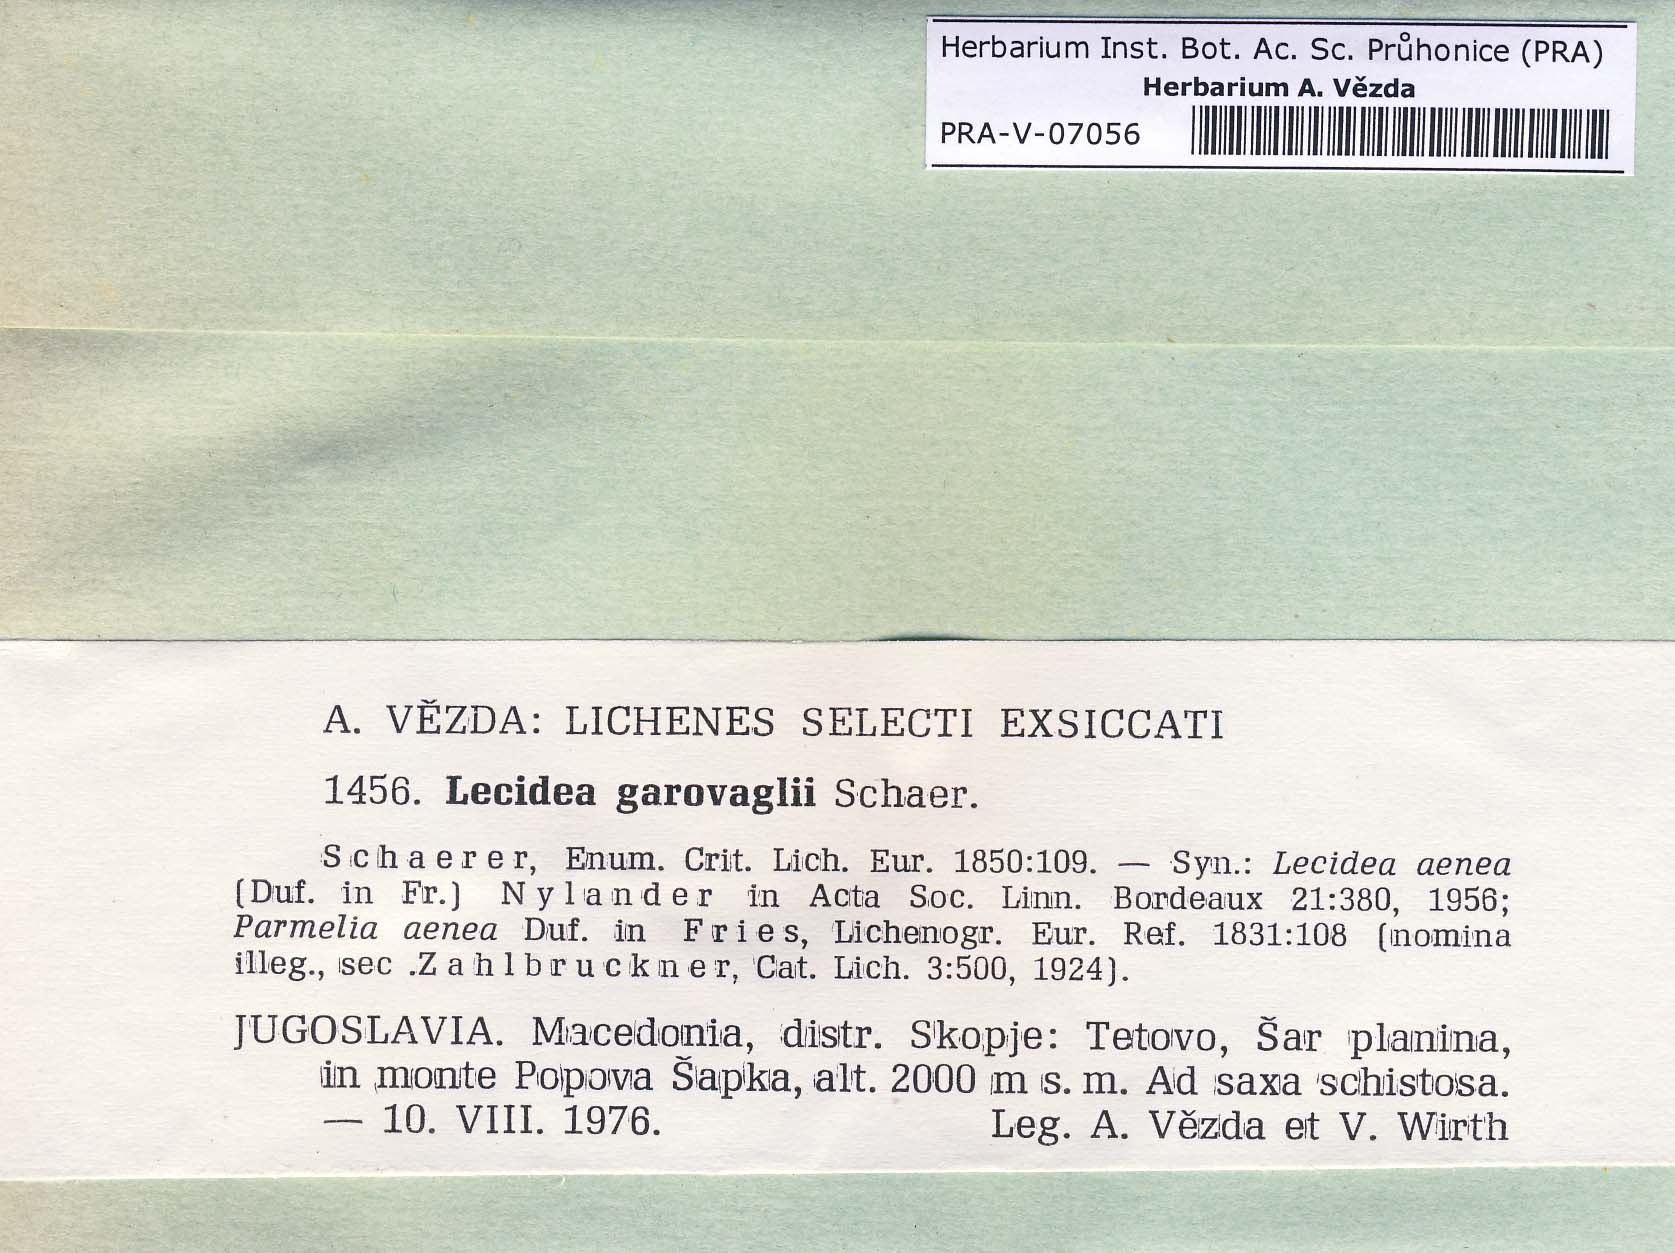 Herbarium Inst. Bot. Ac. Sc. Průhonice (PRA)
Herbarium A. Vězda
PRA-V-07056
A. VĚZDA: LICHENES SELECTI EXSICCATI
1456. Lecidea garovaglii Schaer.
Schaerer, Enum. Crit. Lich. Eur. 1850:109. — Syn.: Lecidea aenea
(Duf. in Fr.) Nylander in Acta Soc. Linn. Bordeaux 21:380, 1956;
Parmelia aenea Duf. in Fries, Lichenogr. Eur. Ref. 1831:108 (nomina
illeg., sec .Zahlbruckner, Cat. Lich. 3:500, 1924).
JUGOSLAVIA. Macedonia, distr. Skopje: Tetovo, Šar planina,
in monte Popova Šapka, alt. 2000 m s. m. Ad saxa schistosa.
— 10. VIII. 1976. Leg. A. Vězda et V. Wirth